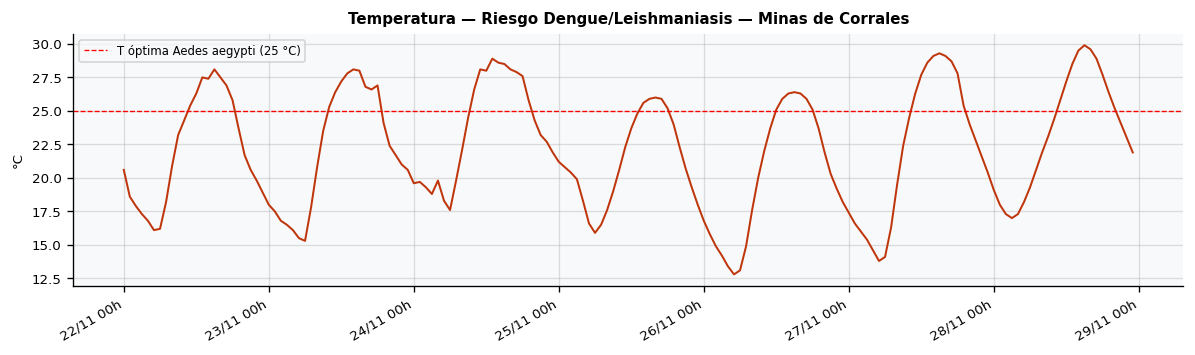 Temperatura — Riesgo Dengue/Leishmaniasis — Minas de Corrales
T óptima Aedes aegypti (25 °C)
°C
30.0
27.5
25.0
22.5
20.0
17.5
15.0
12.5
22/11 00h
23/11 00h
24/11 00h
25/11 00h
26/11 00h
27/11 00h
28/11 00h
29/11 00h